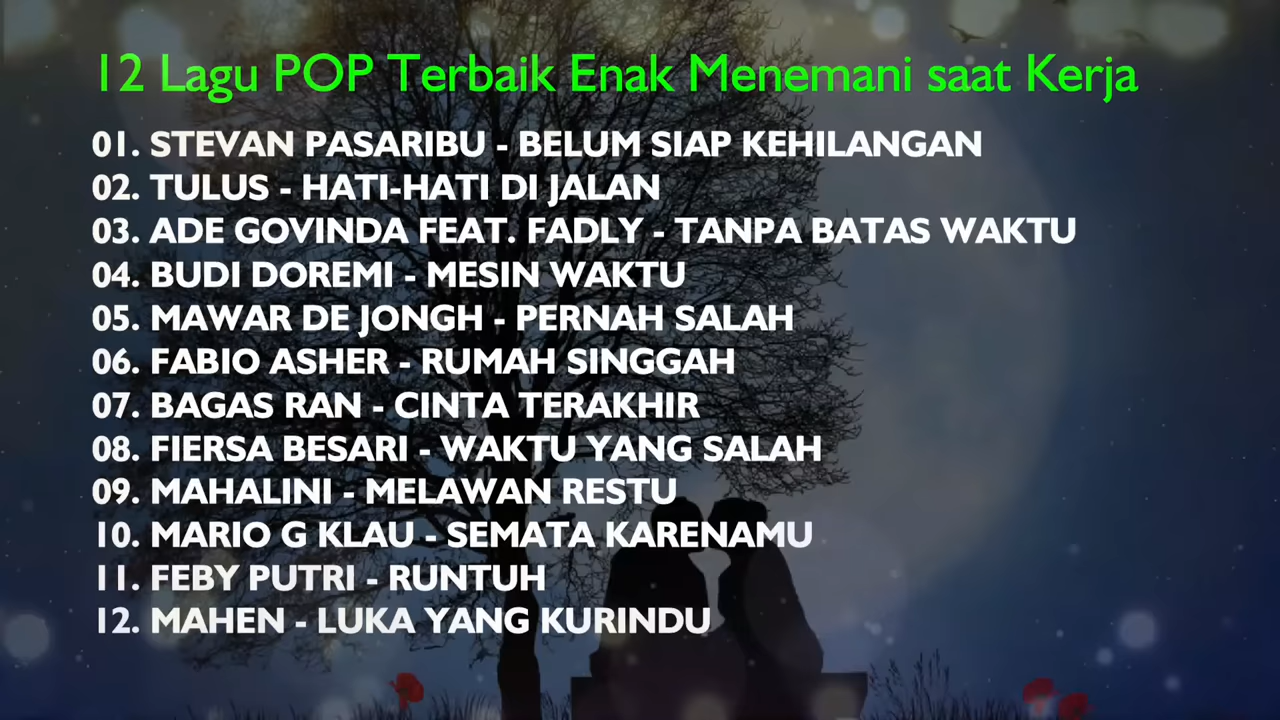 12 Lagu POP Terbaik Enak Menemani saat Kerja
01. STEVAN PASARIBU - BELUM SIAP KEHILANGAN
02. TULUS - HATI-HATI DI JALAN
03. ADE GOVINDA FEAT. FADLY - TANPA BATAS WAKTU
04. BUDI DOREMI - MESIN WAKTU
05. MAWAR DE JONGH - PERNAH SALAH
06. FABIO ASHER - RUMAH SINGGAH
07. BAGAS RAN - CINTA TERAKHIR
08. FIERSA BESARI - WAKTU YANG SALAH
09. MAHALINI - MELAWAN RESTU
10. MARIO G KLAU - SEMATA KARENAMU
11. FEBY PUTRI - RUNTUH
12. MAHEN - LUKA YANG KURINDU